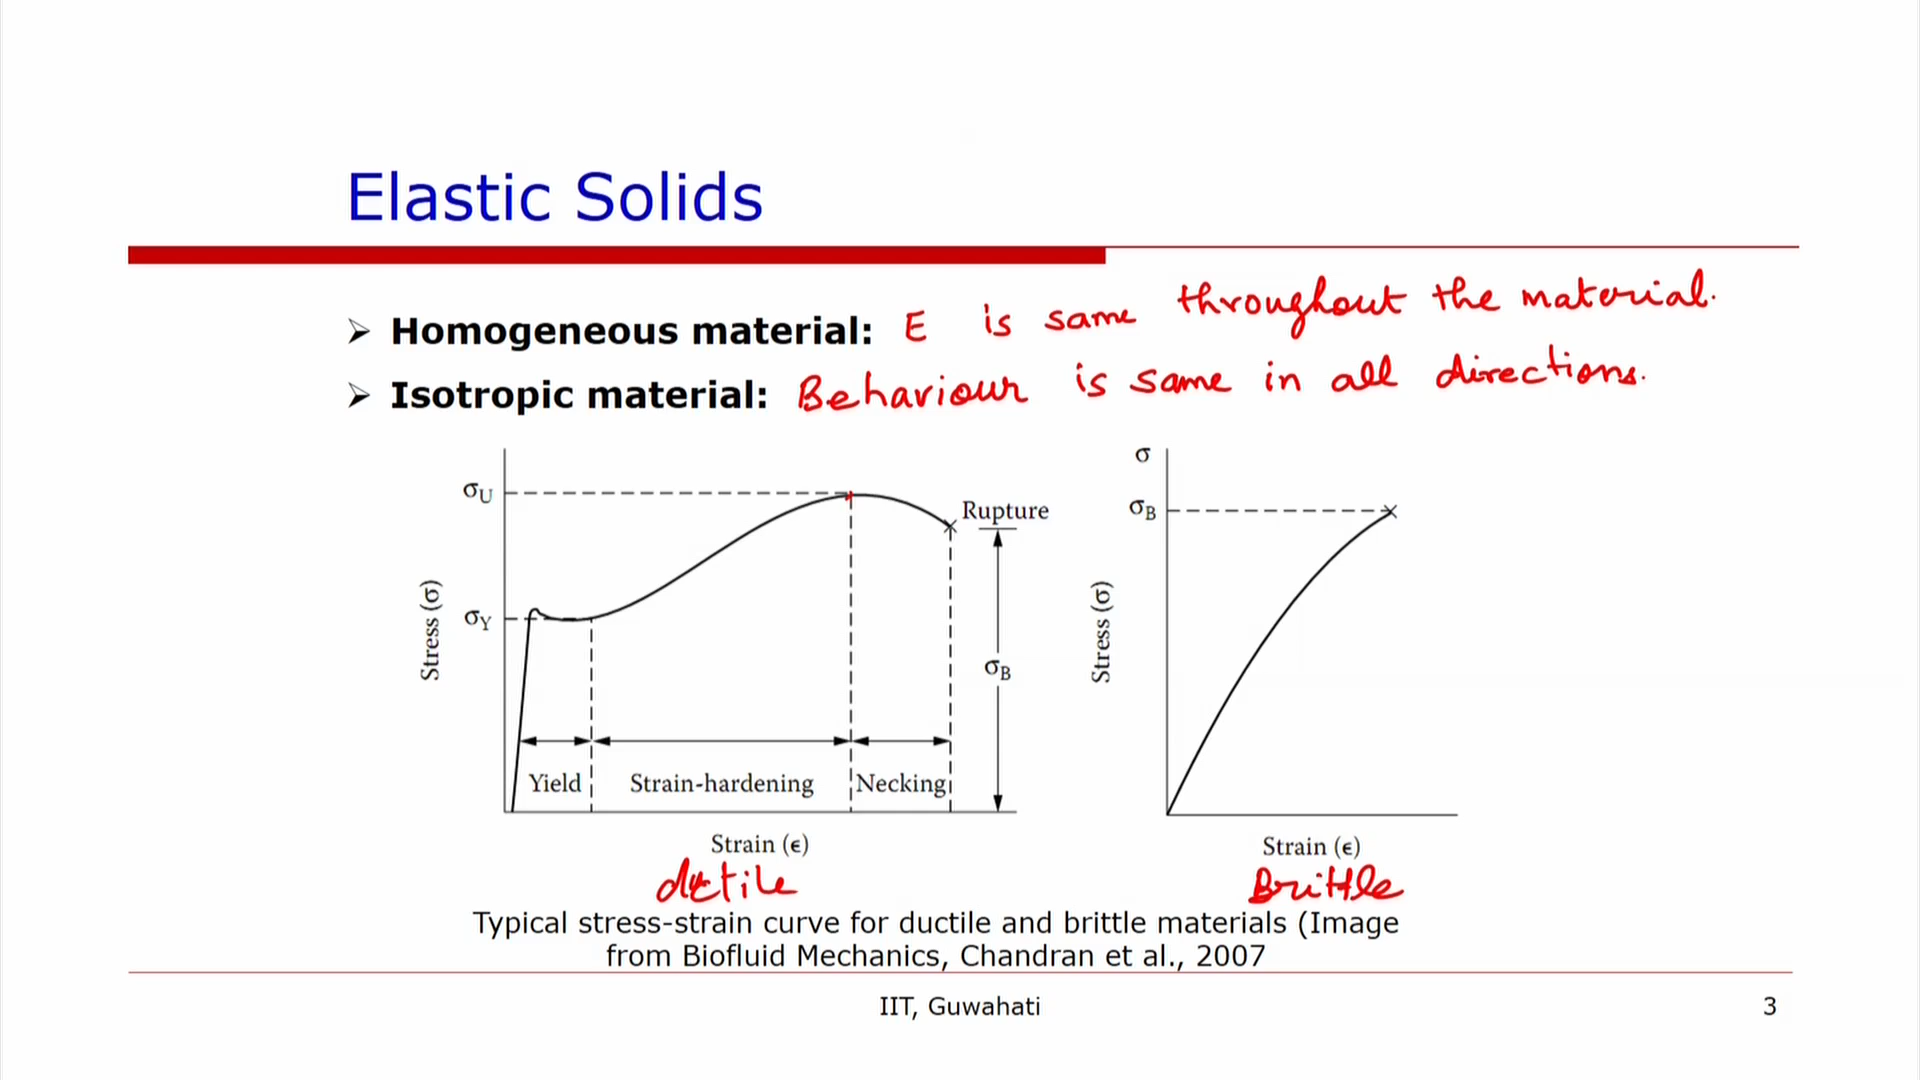 Elastic Solids
➢ Homogeneous material: E is same throughout the material.
➢ Isotropic material: Behaviour is same in all directions.
σU
σY
Stress (σ)
Rupture
σB
Yield
Strain-hardening
Necking
Strain (ϵ)
σ
σB
Stress (σ)
Strain (ϵ)
Brittle
Typical stress-strain curve for ductile and brittle materials (Image
from Biofluid Mechanics, Chandran et al., 2007
IIT, Guwahati
3